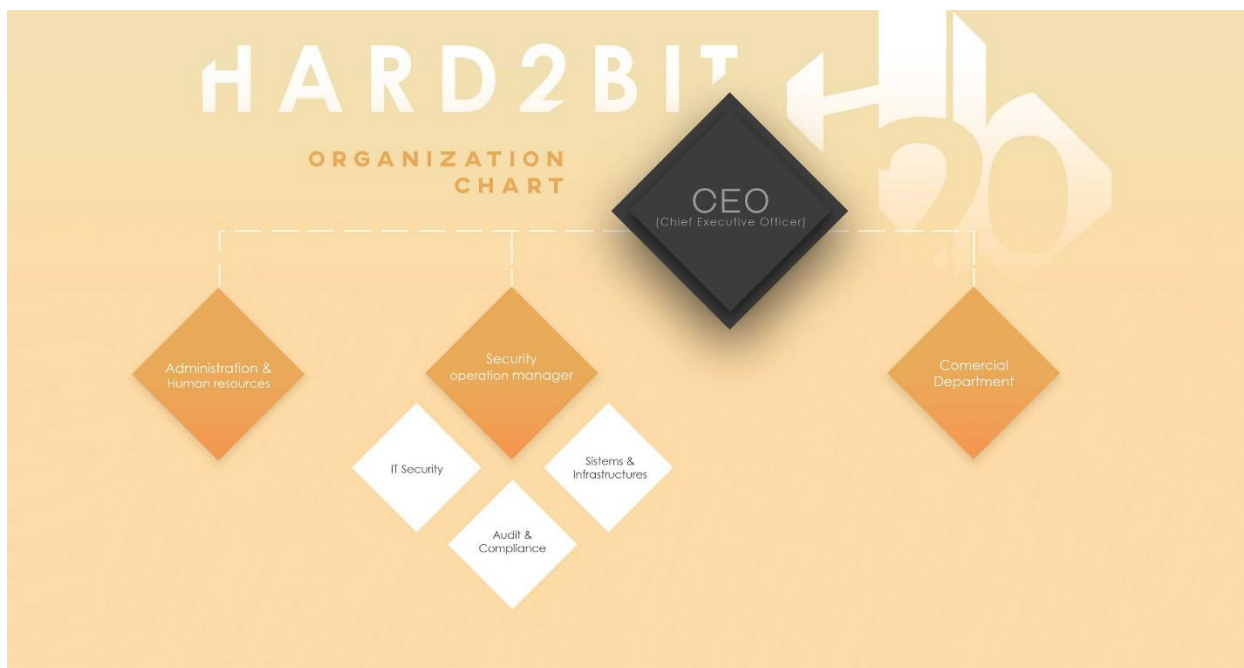 HARD2BIT
ORGANIZATION
CHART
CEO
(Chief Executive Officer)
Administration &
Human resources
Security
operation manager
Comercial
Department
IT Security
Sistems &
Infrastructures
Audit &
Compliance